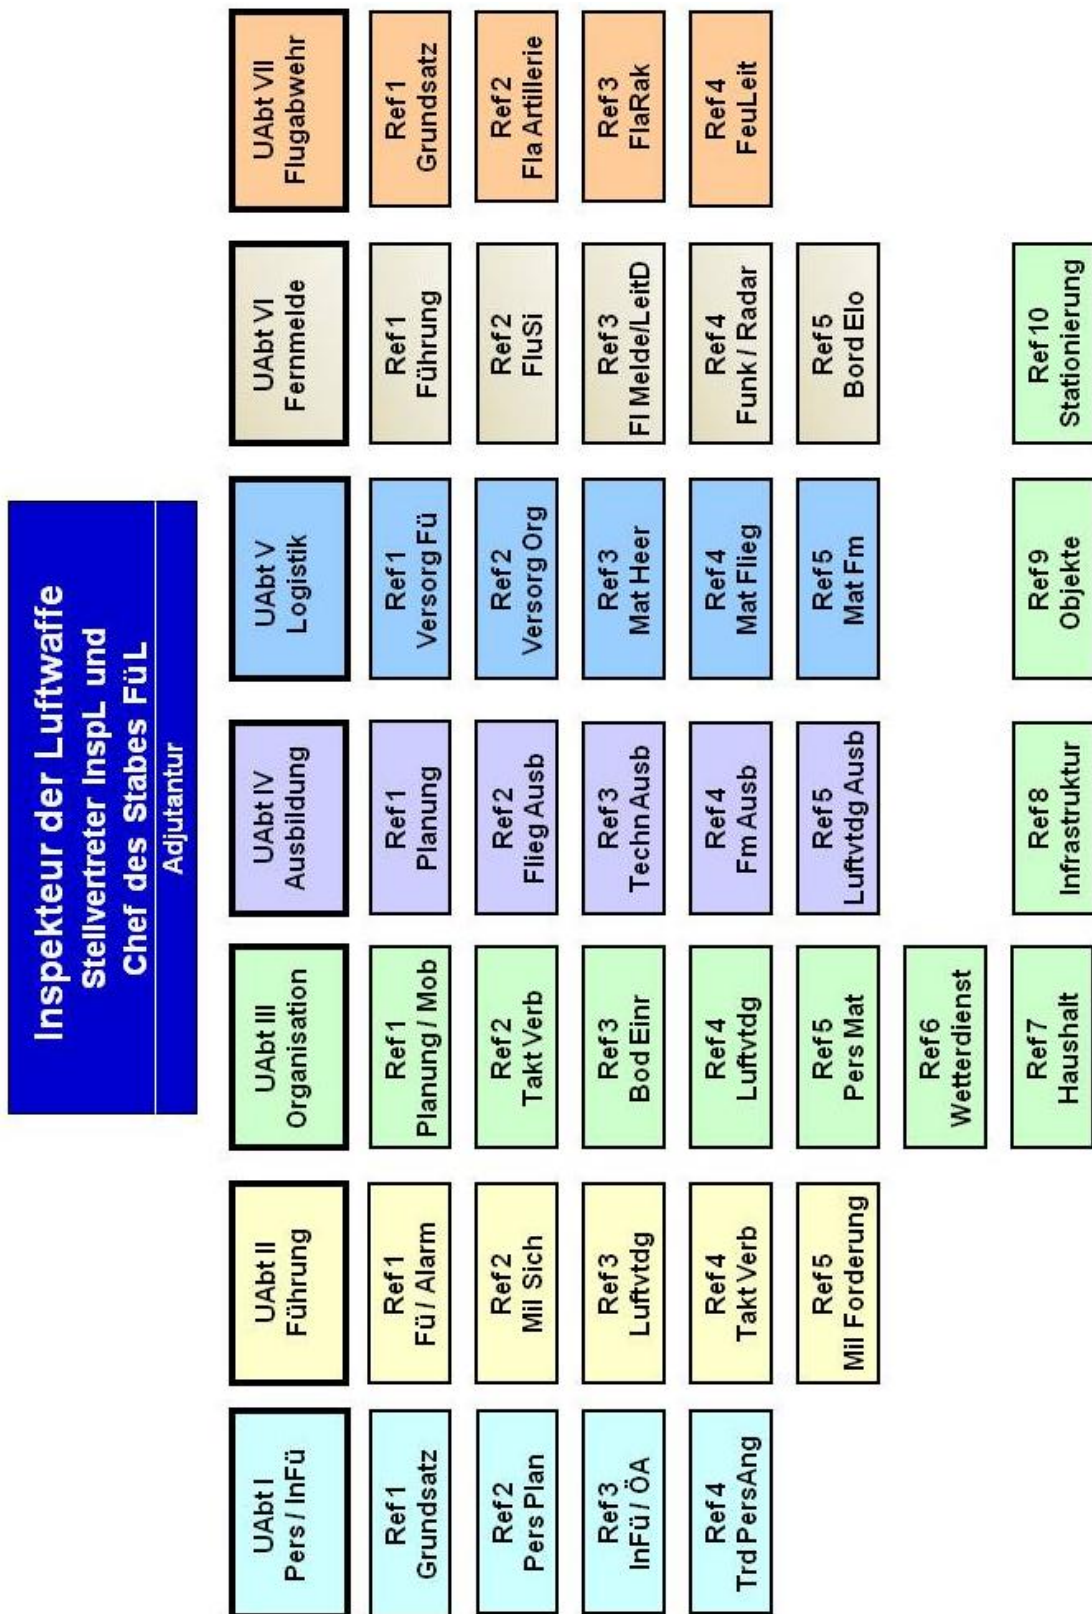 Inspekteur der Luftwaffe
Stellvertreter InspL und
Chef des Stabes Fü L
Adjutantur
UAbt I
Pers / InFü
Ref 1
Grundsatz
Ref 2
Pers Plan
Ref 3
InFü / ÖA
Ref 4
Trd PersAng
UAbt II
Führung
Ref 1
Fü / Alarm
Ref 2
Mil Sich
Ref 3
Luftvtdg
Ref 4
Takt Verb
Ref 5
Mil Forderung
UAbt III
Organisation
Ref 1
Planung / Mob
Ref 2
Takt Verb
Ref 3
Bod Einr
Ref 4
Luftvtdg
Ref 5
Pers Mat
Ref 6
Wetterdienst
Ref 7
Haushalt
Ref 8
Infrastruktur
Ref 9
Objekte
Ref 10
Stationierung
UAbt IV
Ausbildung
Ref 1
Planung
Ref 2
Flieg Ausb
Ref 3
Techn Ausb
Ref 4
Fm Ausb
Ref 5
Luftvtdg Ausb
UAbt V
Logistik
Ref 1
Versorg Fü
Ref 2
Versorg Org
Ref 3
Mat Heer
Ref 4
Mat Flieg
Ref 5
Mat Fm
UAbt VI
Fernmelde
Ref 1
Führung
Ref 2
FluSi
Ref 3
Fl Melde/LeitD
Ref 4
Funk / Radar
Ref 5
Bord Elo
UAbt VII
Flugabwehr
Ref 1
Grundsatz
Ref 2
Fla Artillerie
Ref 3
FlaRak
Ref 4
FeuLeit